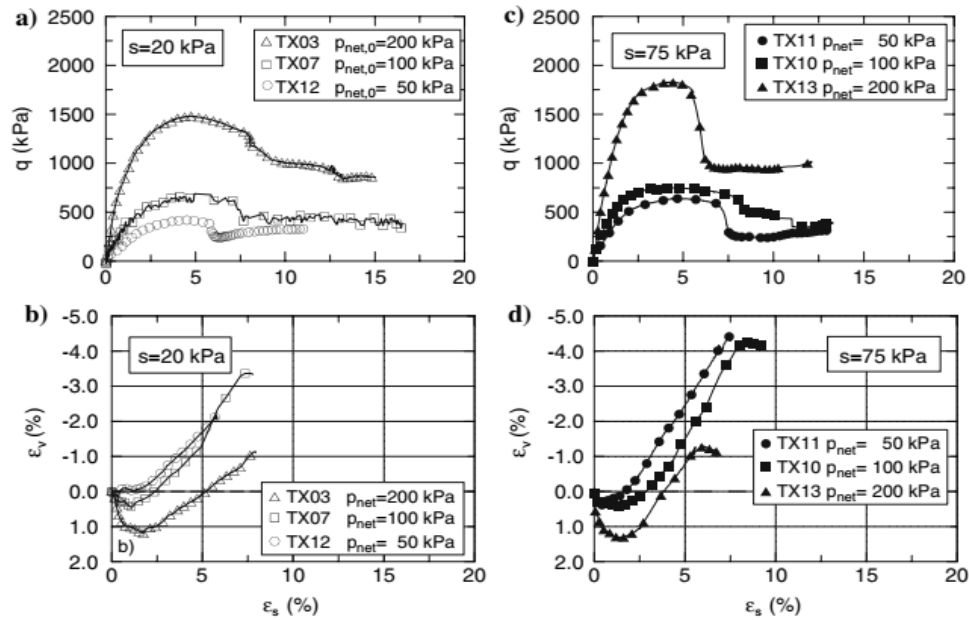 a)
s=20 kPa
TX03 p_net,0=200 kPa
TX07 p_net,0=100 kPa
TX12 p_net,0= 50 kPa
2500
2000
1500
1000
500
0
q (kPa)
0 5 10 15 20
c)
s=75 kPa
TX11 p_net= 50 kPa
TX10 p_net= 100 kPa
TX13 p_net= 200 kPa
2500
2000
1500
1000
500
0
q (kPa)
0 5 10 15 20
b)
s=20 kPa
-5.0
-4.0
-3.0
-2.0
-1.0
0.0
1.0
2.0
ε_v (%)
TX03 p_net=200 kPa
TX07 p_net=100 kPa
TX12 p_net= 50 kPa
b)
0 5 10 15 20
ε_s (%)
d)
s=75 kPa
-5.0
-4.0
-3.0
-2.0
-1.0
0.0
1.0
2.0
ε_v (%)
TX11 p_net= 50 kPa
TX10 p_net= 100 kPa
TX13 p_net= 200 kPa
0 5 10 15 20
ε_s (%)